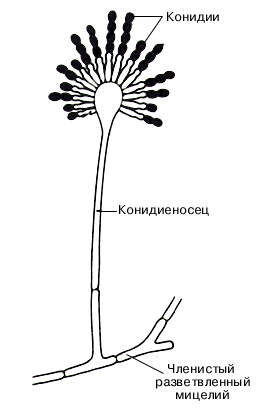 Конидии
Конидиеносец
Членистый
разветвленный
мицелий